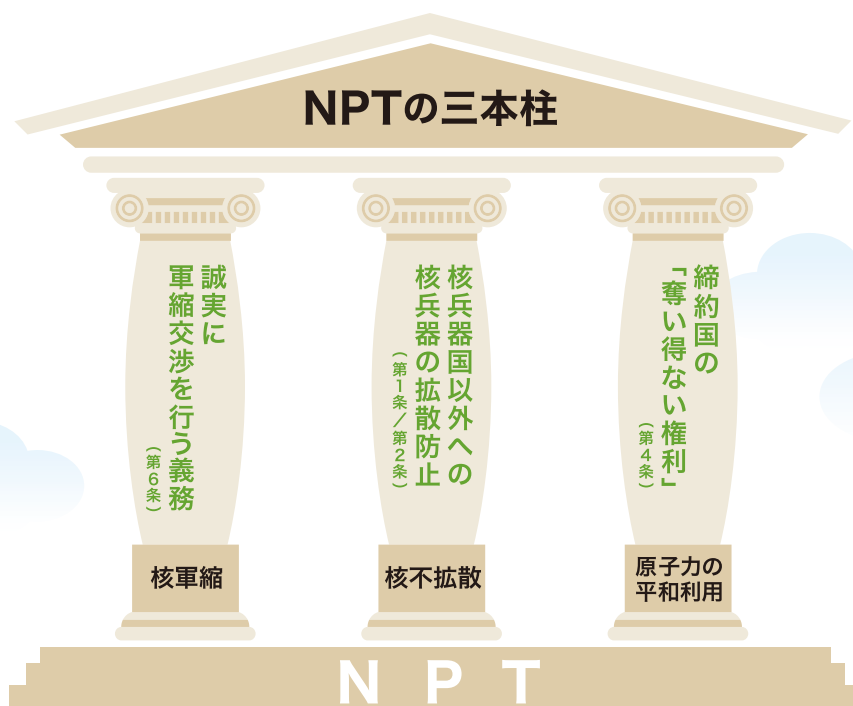 NPTの三本柱
誠実に
軍縮交渉を行う義務
（第6条）
核軍縮
核兵器国以外への
核兵器の拡散防止
（第1条／第2条）
核不拡散
締約国の
「奪い得ない権利」
（第4条）
原子力の
平和利用
NPT